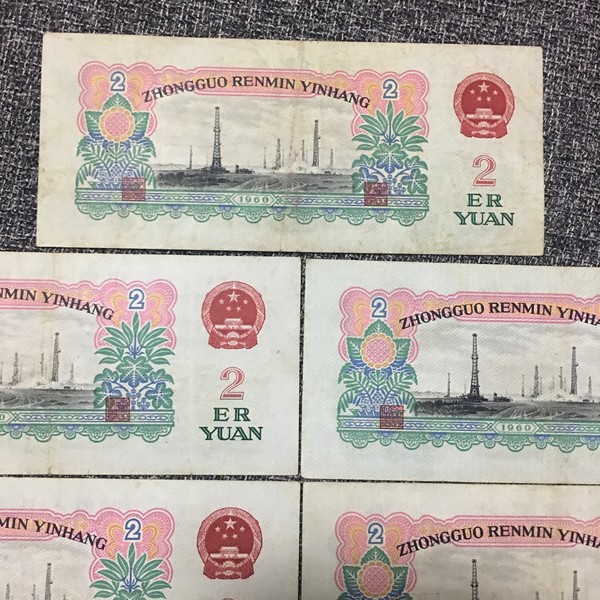 2 2
ZHONGGUO RENMIN YINHANG
2
ER
YUAN
1960
2
NMIN YINHANG
2
ER
YUAN
2
ZHONGGUO RENMIN YINHA
1960
2
MIN YINHANG
2
ZHONGGUO RENMIN YINHA